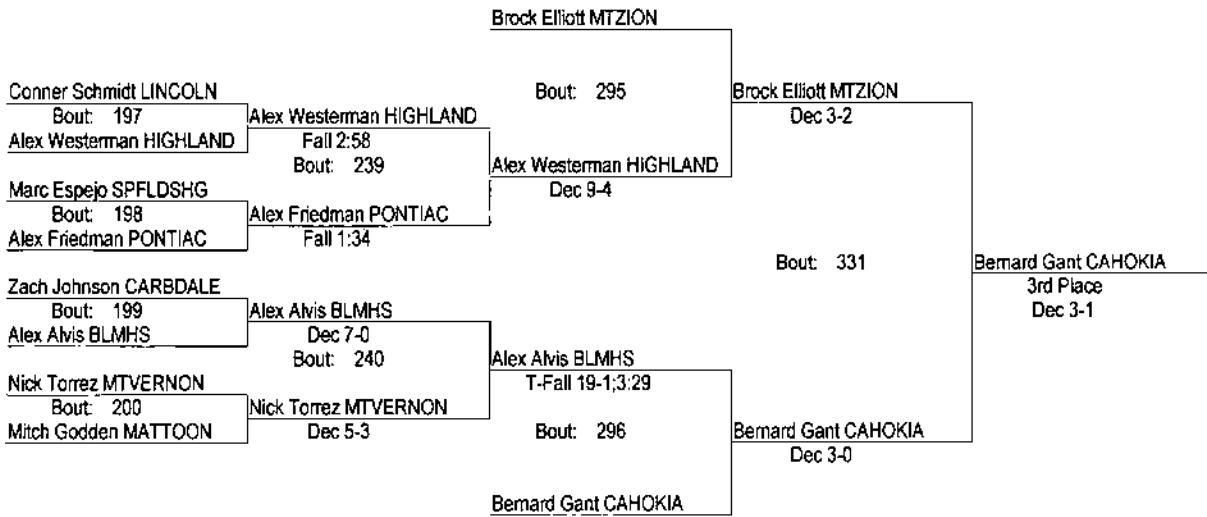 Brock Elliott MTZION
Conner Schmidt LINCOLN
Bout: 197
Alex Westerman HIGHLAND
Alex Westerman HIGHLAND
Fall 2:58
Bout: 239
Marc Espejo SPFLDSHG
Bout: 198
Alex Friedman PONTIAC
Alex Friedman PONTIAC
Fall 1:34
Bout: 295
Alex Westerman HIGHLAND
Dec 9-4
Brock Elliott MTZION
Dec 3-2
Zach Johnson CARBDALE
Bout: 199
Alex Alvis BLMHS
Alex Alvis BLMHS
Dec 7-0
Bout: 240
Nick Torrez MTVERNON
Bout: 200
Mitch Godden MATTOON
Nick Torrez MTVERNON
Dec 5-3
Alex Alvis BLMHS
T-Fall 19-1;3:29
Bout: 296
Bernard Gant CAHOKIA
Bernard Gant CAHOKIA
Dec 3-0
Bout: 331
Bernard Gant CAHOKIA
3rd Place
Dec 3-1